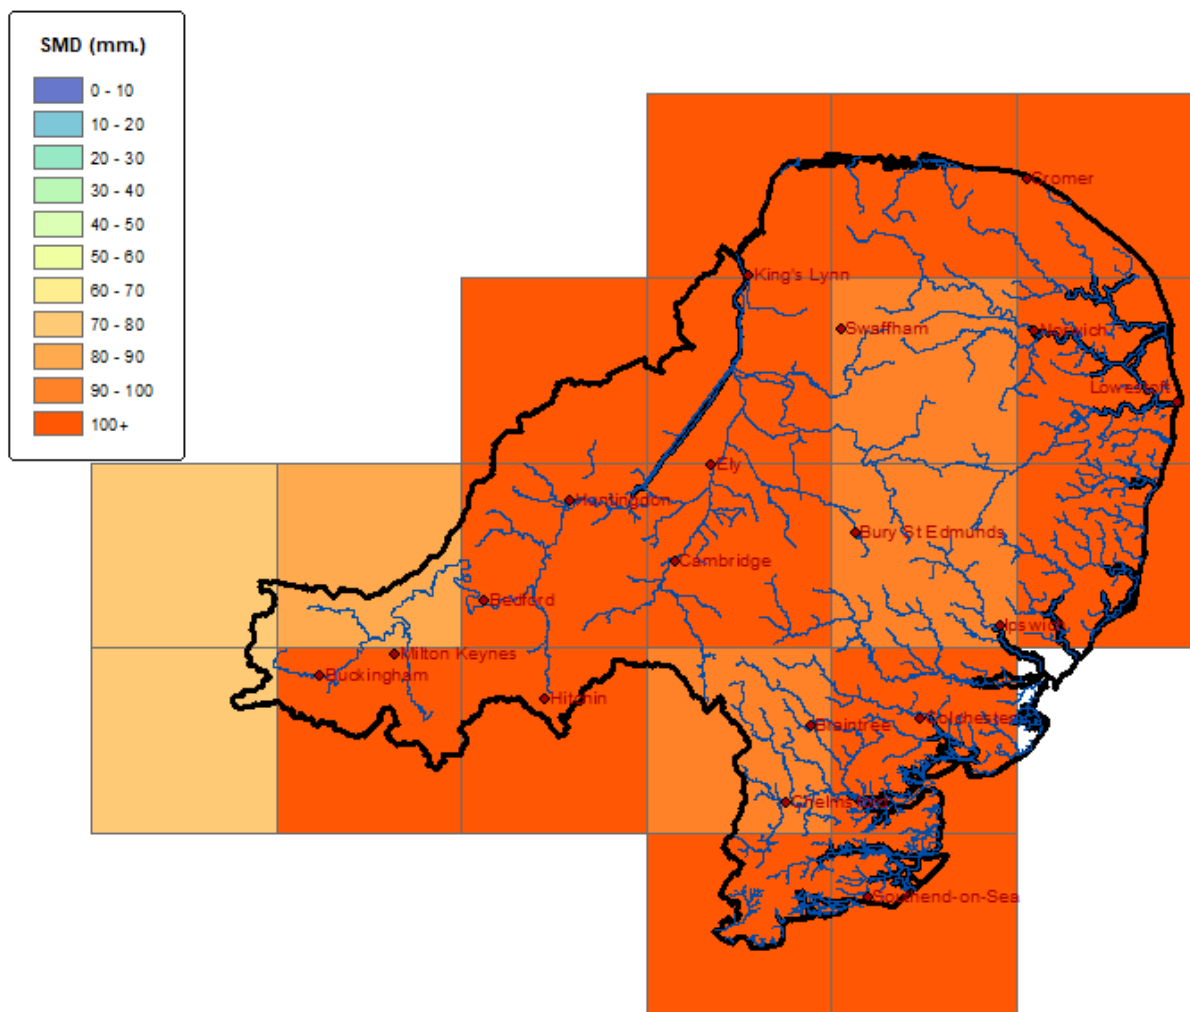 SMD (mm.)
0 - 10
10 - 20
20 - 30
30 - 40
40 - 50
50 - 60
60 - 70
70 - 80
80 - 90
90 - 100
100+
Cromer
King's Lynn
Swaffham
Norwich
Lowestoft
Ely
Huntingdon
Bury St Edmunds
Cambridge
Bedford
Ipswich
Milton Keynes
Buckingham
Hitchin
Colchester
Braintree
Chelmsford
Southend-on-Sea